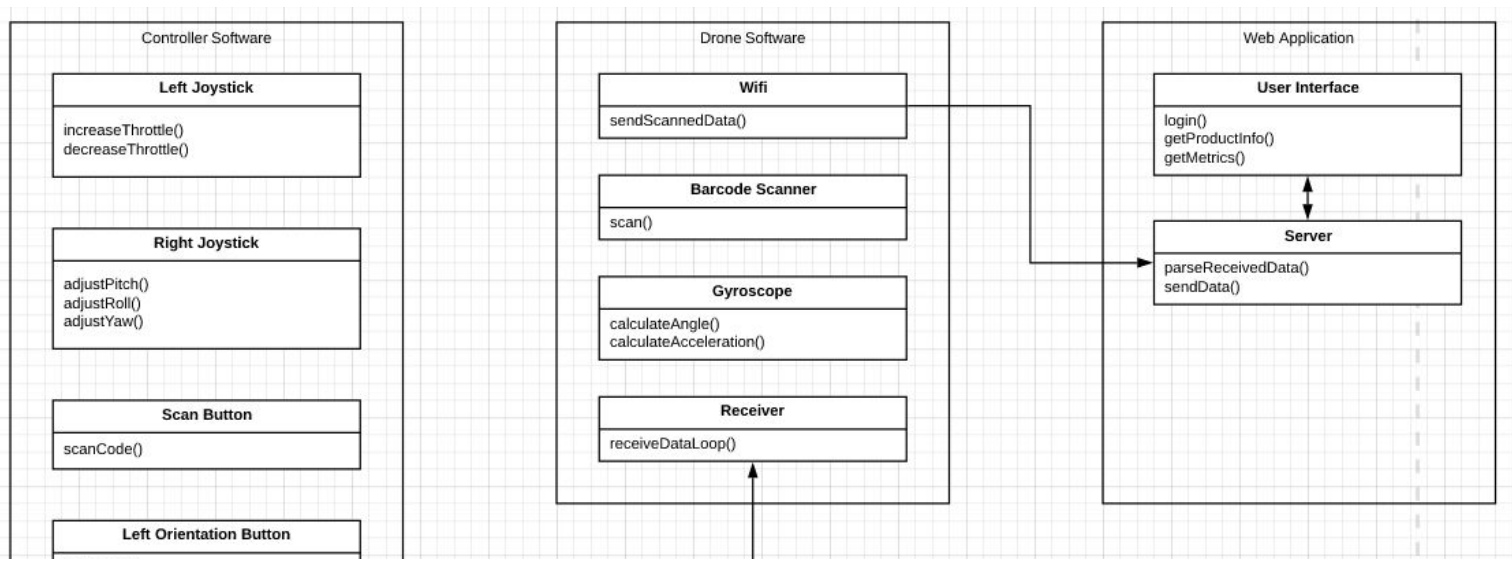 Controller Software
Left Joystick
increaseThrottle()
decreaseThrottle()
Right Joystick
adjustPitch()
adjustRoll()
adjustYaw()
Scan Button
scanCode()
Left Orientation Button
Drone Software
Wifi
sendScannedData()
Barcode Scanner
scan()
Gyroscope
calculateAngle()
calculateAcceleration()
Receiver
receiveDataLoop()
Web Application
User Interface
login()
getProductInfo()
getMetrics()
Server
parseReceivedData()
sendData()